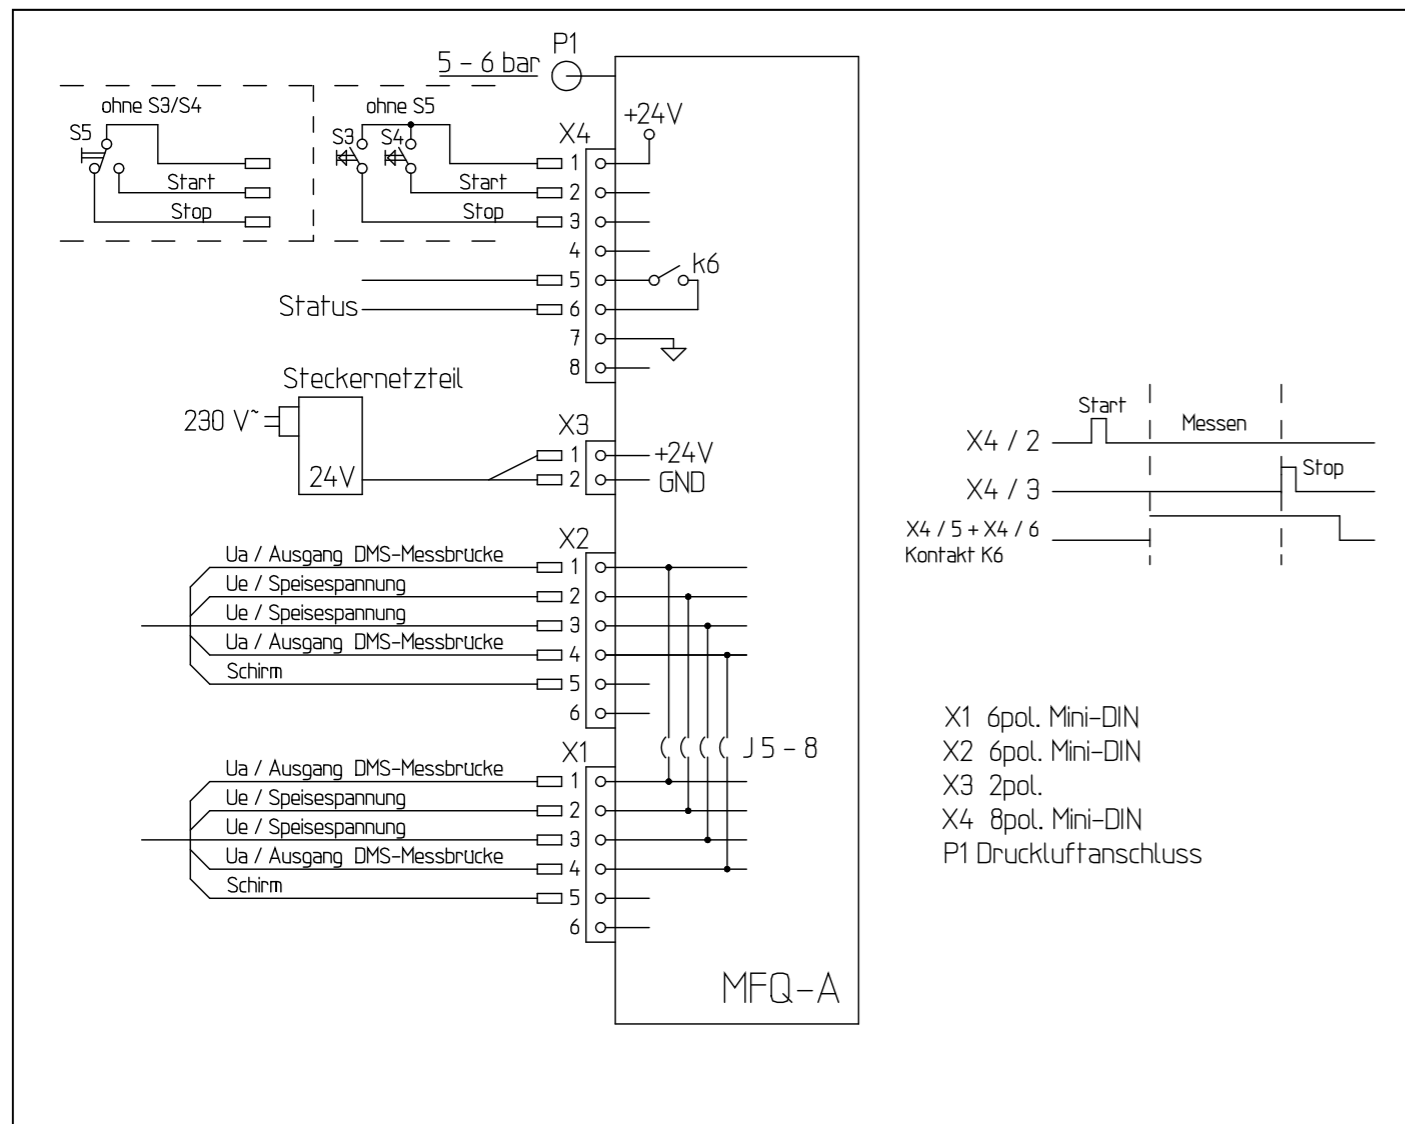 P1
5 - 6 bar
ohne S3/S4
S5
Start
Stop
ohne S5
S3
S4
Start
Stop
X4
+24V
1
2
3
4
5
6
7
8
K6
Status
Steckernetzteil
230 V~
24V
X3
1
2
+24V
GND
X2
Ua / Ausgang DMS-Messbrücke
Ue / Speisespannung
Ue / Speisespannung
Ua / Ausgang DMS-Messbrücke
Schirm
1
2
3
4
5
6
J 5 - 8
X1
Ua / Ausgang DMS-Messbrücke
Ue / Speisespannung
Ue / Speisespannung
Ua / Ausgang DMS-Messbrücke
Schirm
1
2
3
4
5
6
MFQ-A
Start
Messen
X4 / 2
X4 / 3
Stop
X4 / 5 + X4 / 6
Kontakt K6
X1 6pol. Mini-DIN
X2 6pol. Mini-DIN
X3 2pol.
X4 8pol. Mini-DIN
P1 Druckluftanschluss